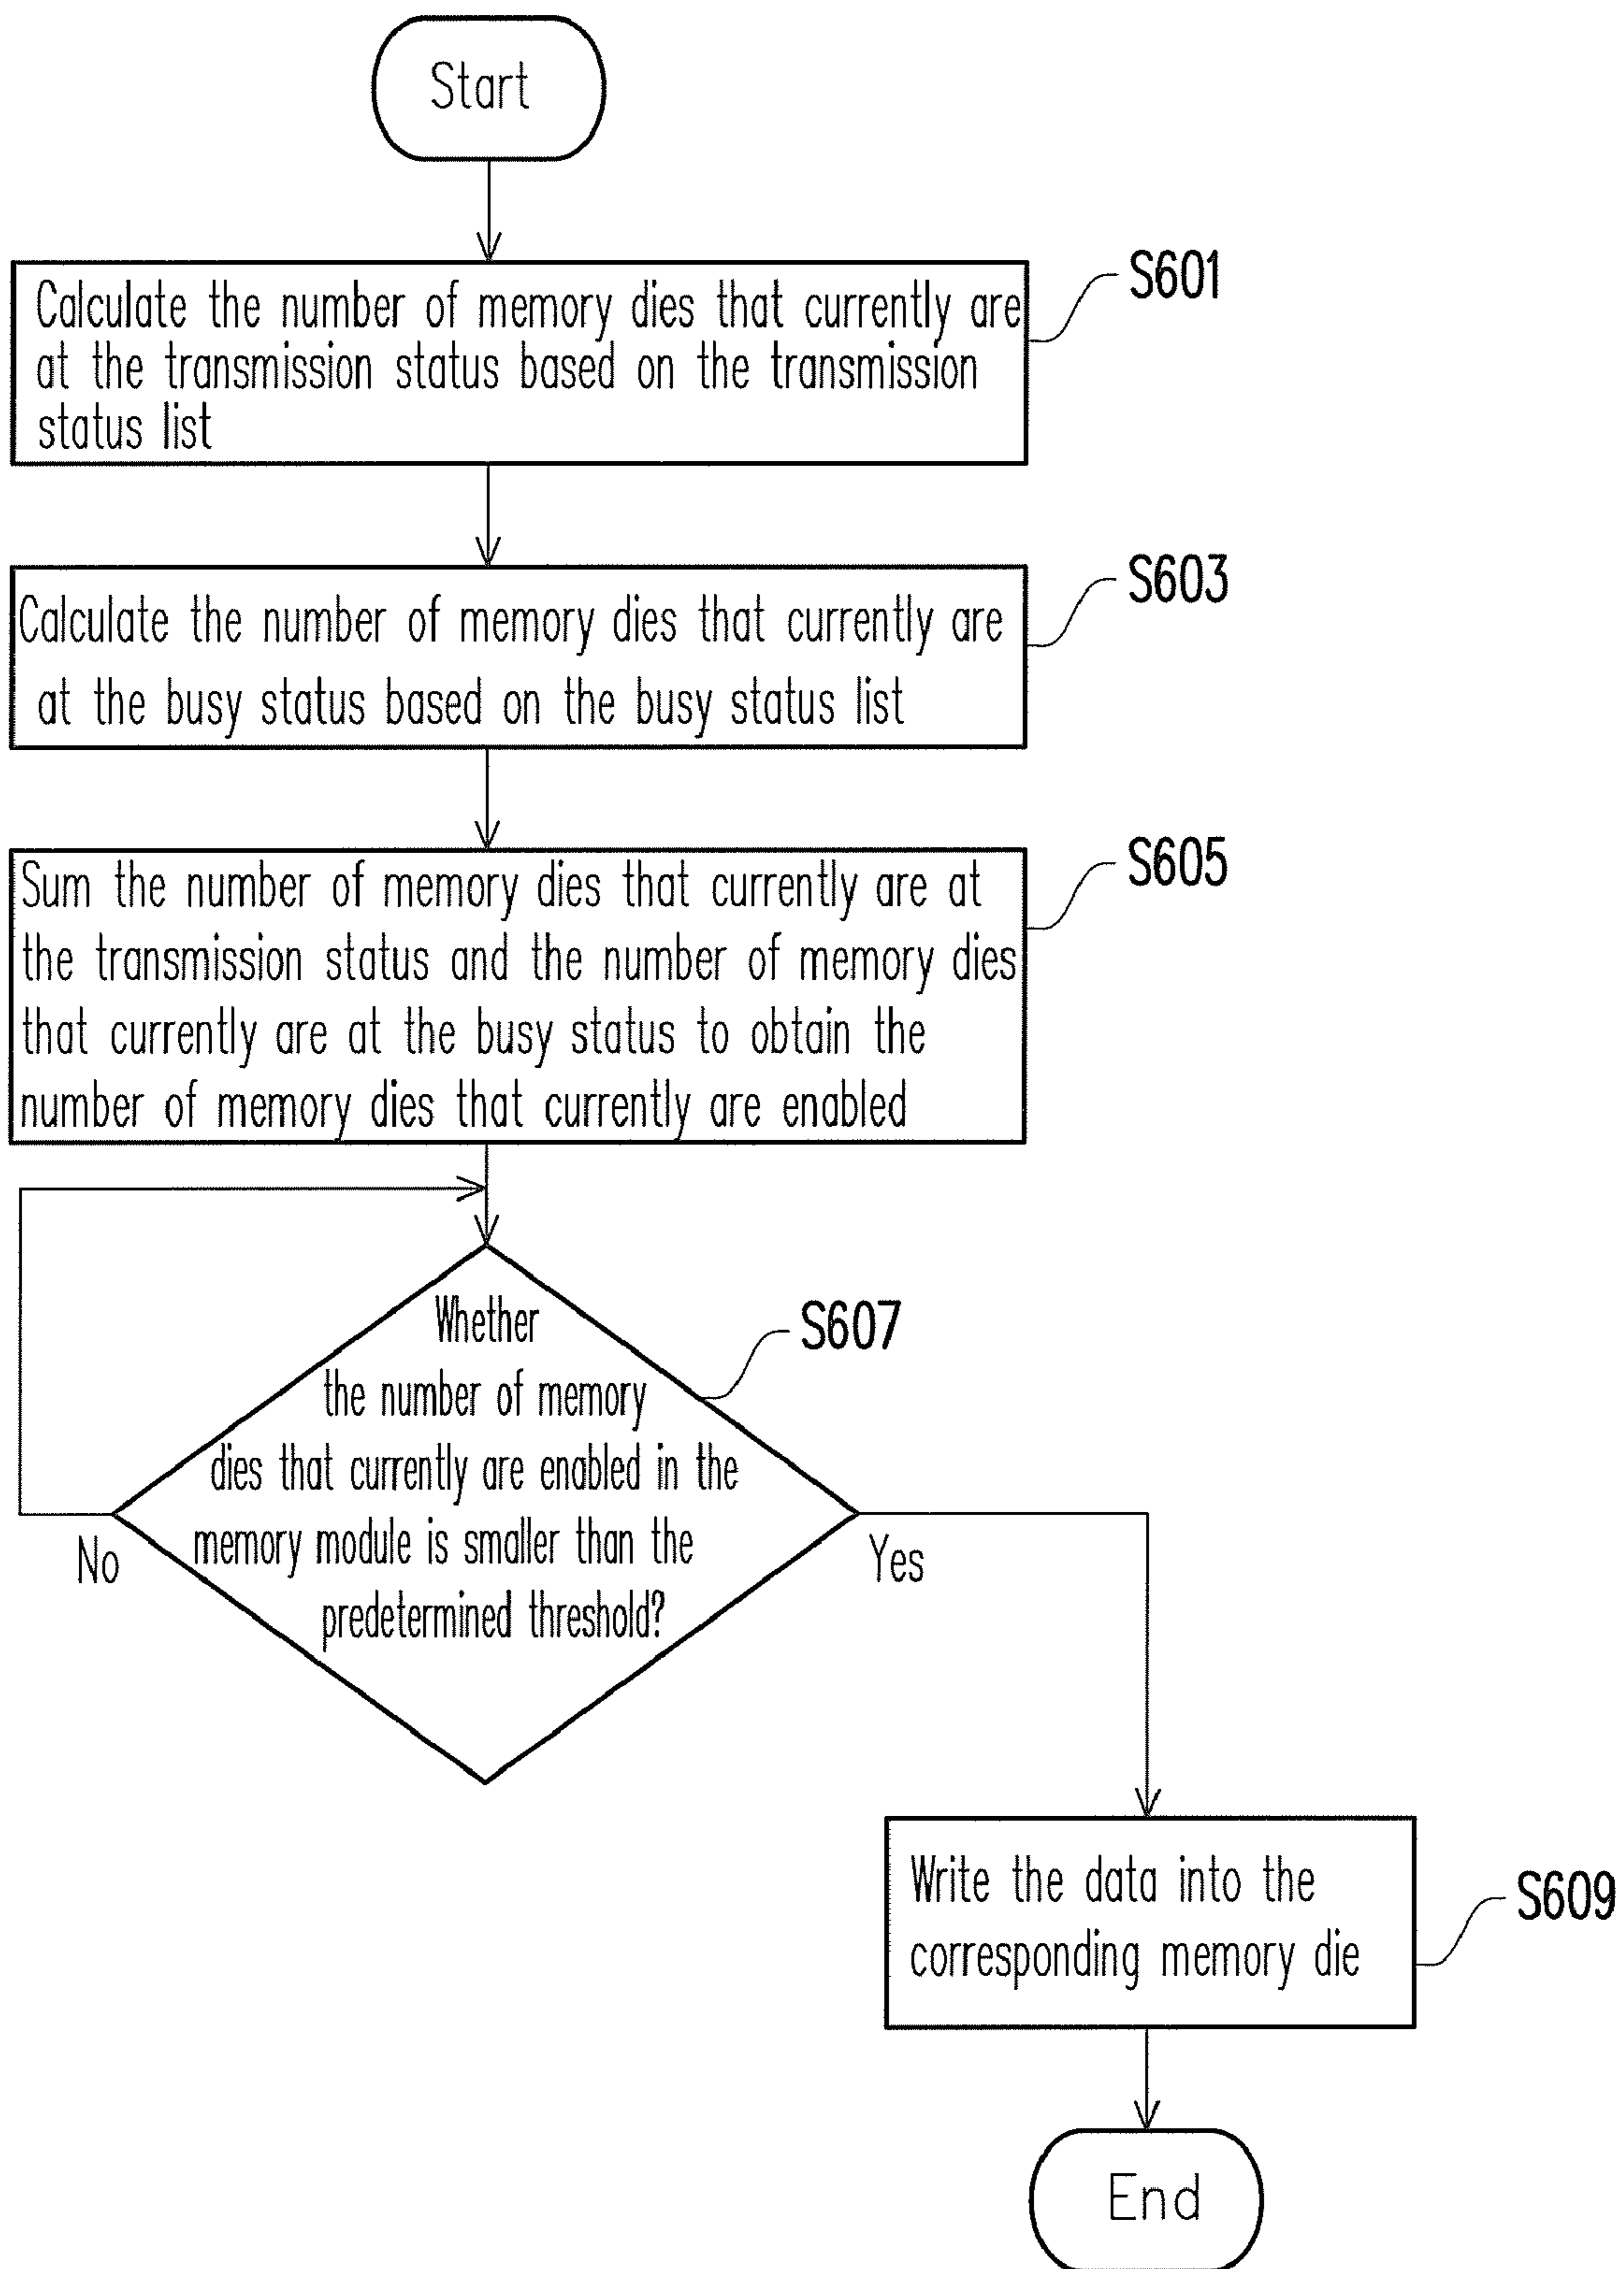 Start
Calculate the number of memory dies that currently are
at the transmission status based on the transmission
status list
S601
Calculate the number of memory dies that currently are
at the busy status based on the busy status list
S603
Sum the number of memory dies that currently are at
the transmission status and the number of memory dies
that currently are at the busy status to obtain the
number of memory dies that currently are enabled
S605
Whether
the number of memory
dies that currently are enabled in the
memory module is smaller than the
predetermined threshold?
S607
No
Yes
Write the data into the
corresponding memory die
S609
End